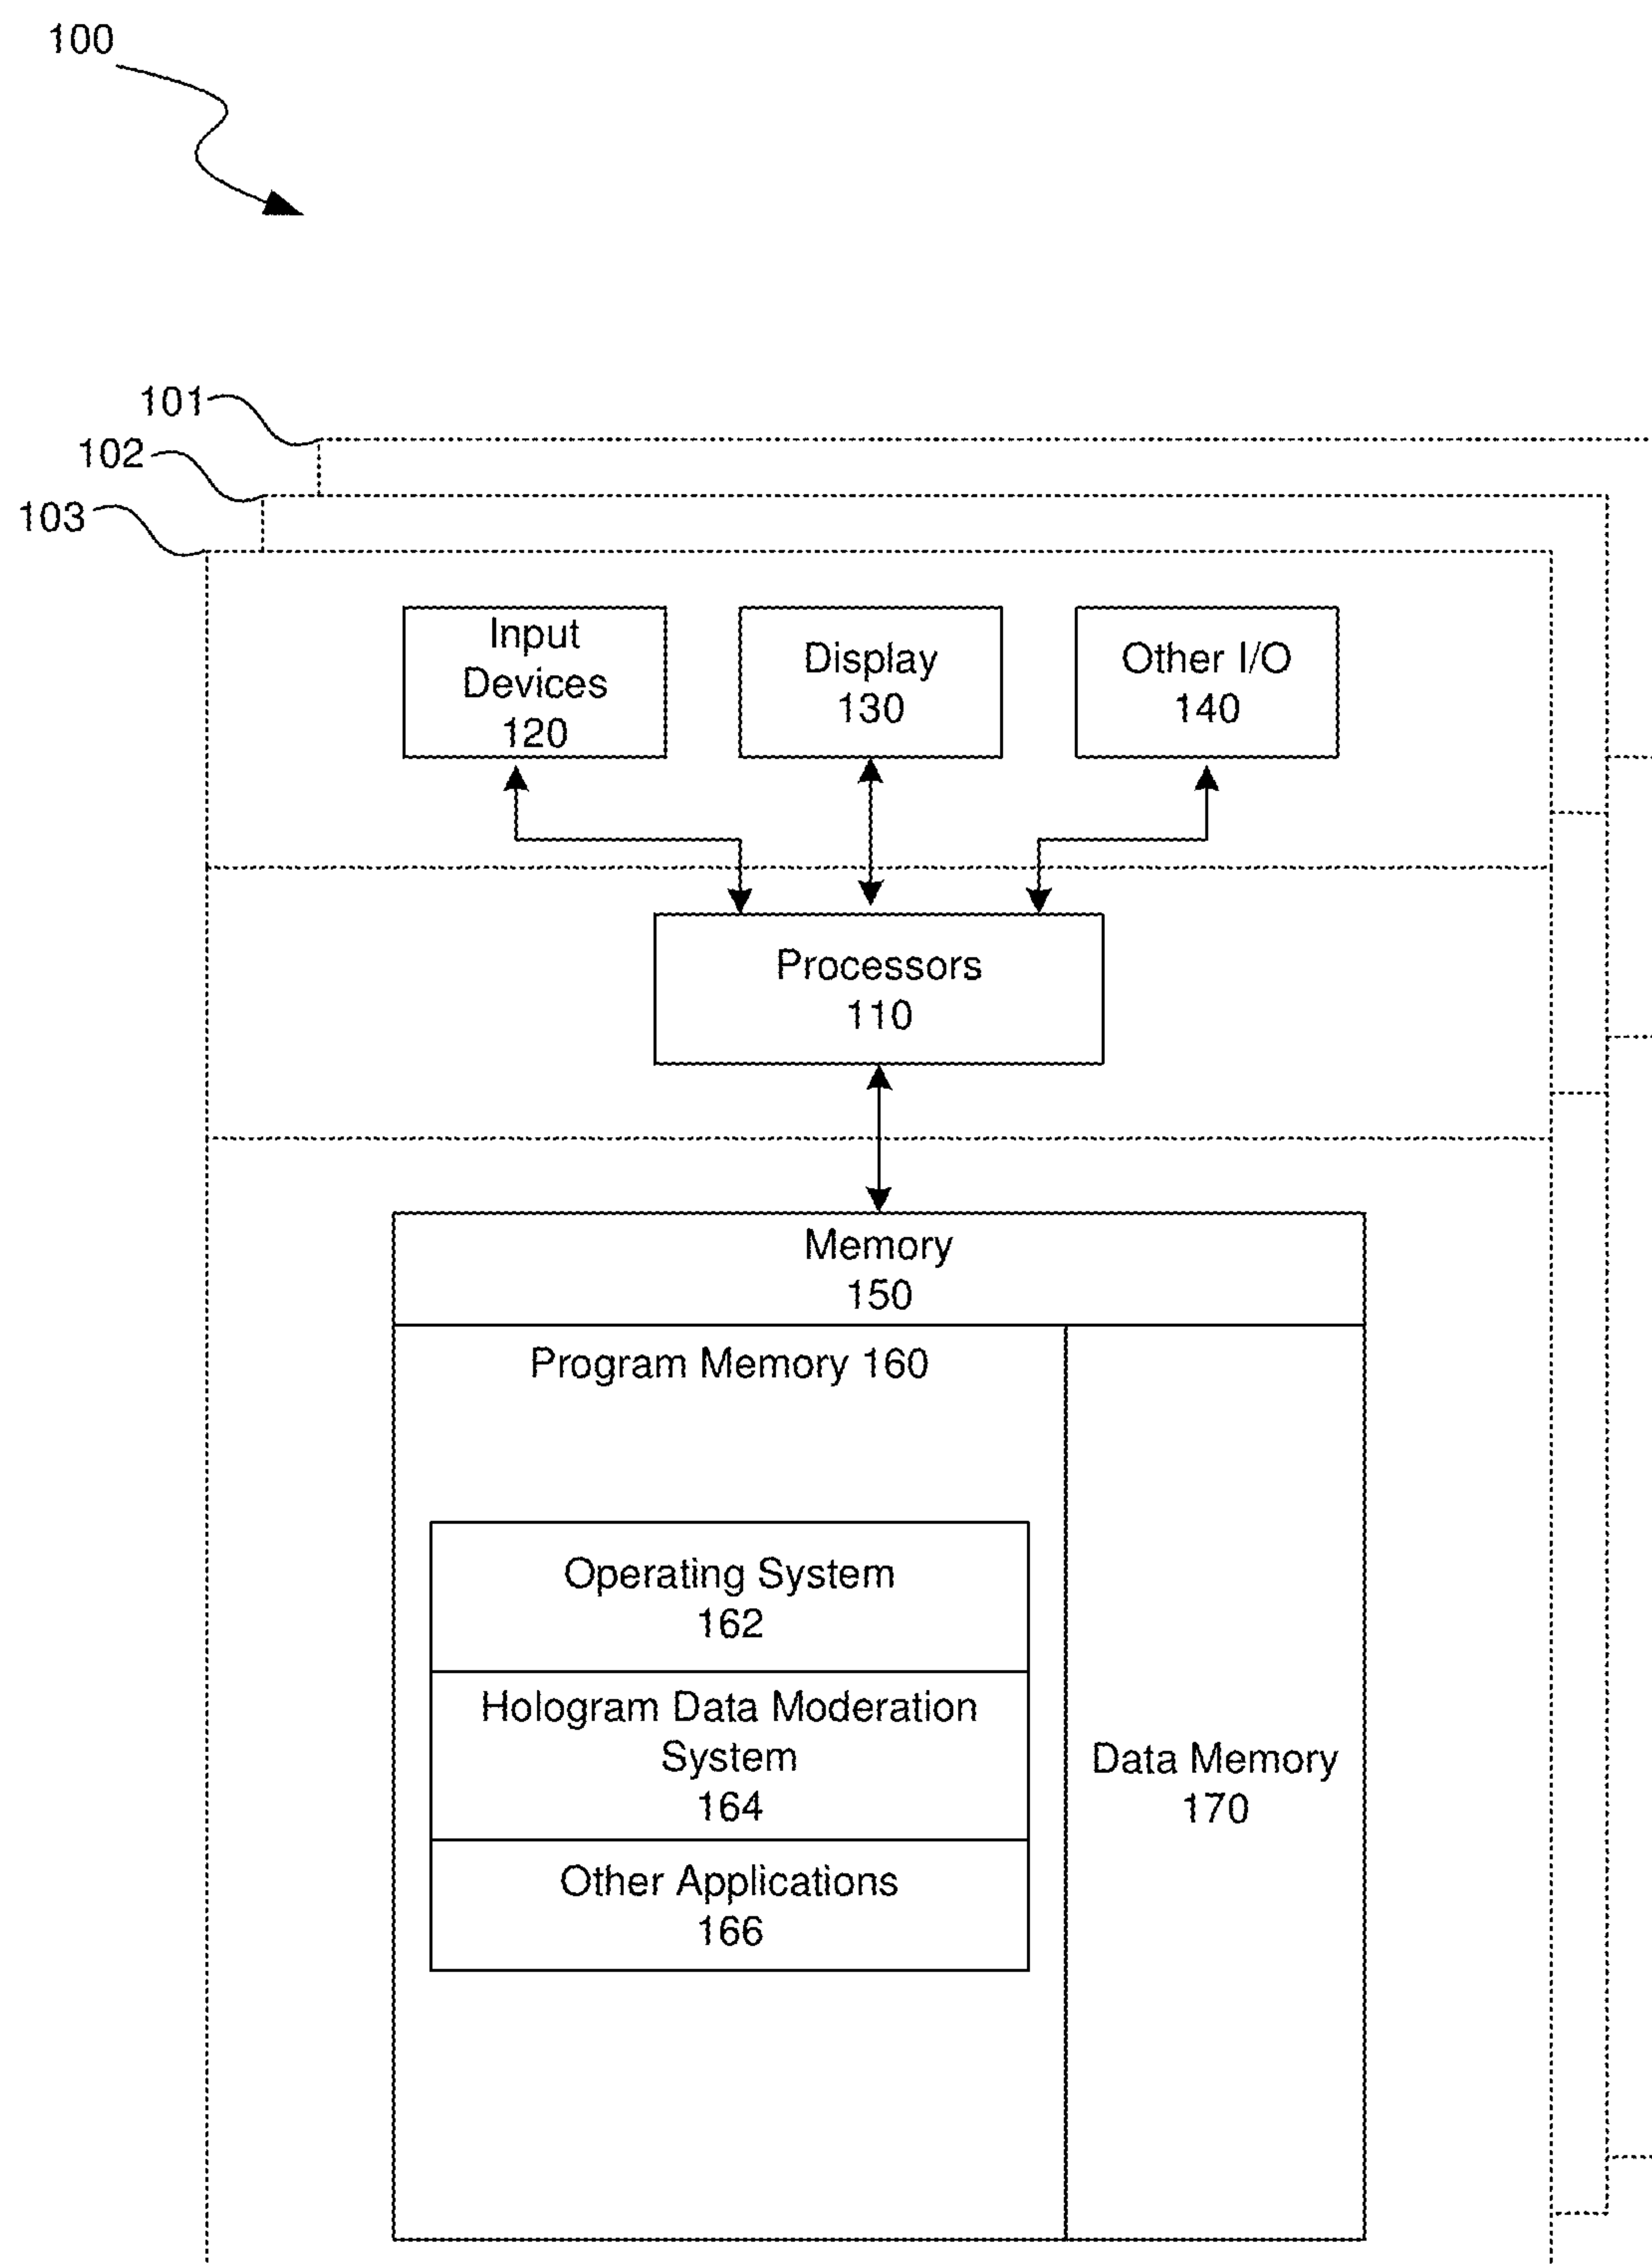 100
101
102
103
Input
Devices
120
Display
130
Other I/O
140
Processors
110
Memory
150
Program Memory 160
Operating System
162
Hologram Data Moderation
System
164
Other Applications
166
Data Memory
170